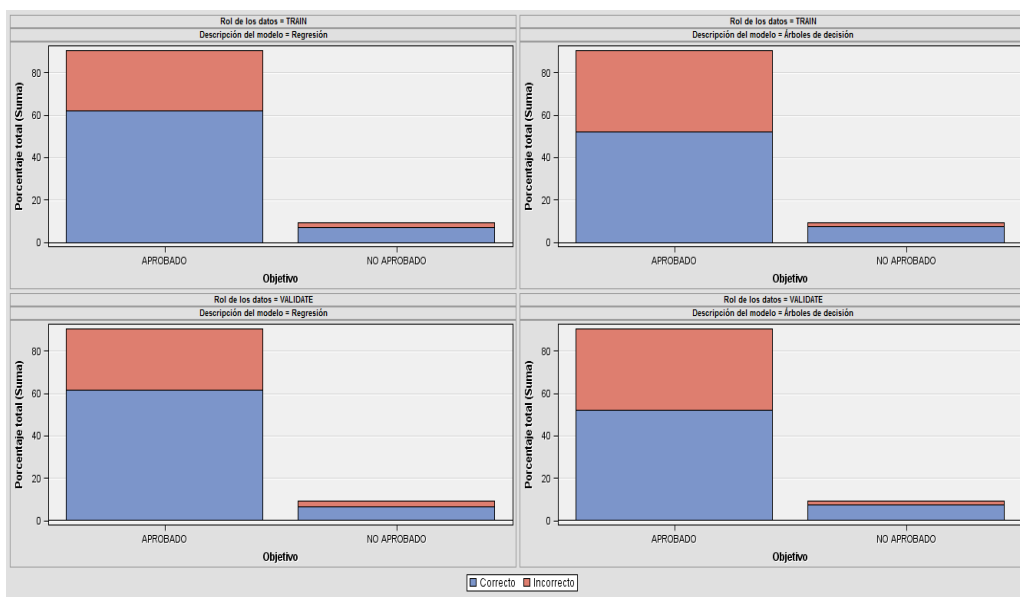 Rol de los datos = TRAIN
Descripción del modelo = Regresión
Porcentaje total (Suma)
80
60
40
20
0
APROBADO NO APROBADO
Objetivo
Rol de los datos = TRAIN
Descripción del modelo = Árboles de decisión
Porcentaje total (Suma)
80
60
40
20
0
APROBADO NO APROBADO
Objetivo
Rol de los datos = VALIDATE
Descripción del modelo = Regresión
Porcentaje total (Suma)
80
60
40
20
0
APROBADO NO APROBADO
Objetivo
Rol de los datos = VALIDATE
Descripción del modelo = Árboles de decisión
Porcentaje total (Suma)
80
60
40
20
0
APROBADO NO APROBADO
Objetivo
Correcto Incorrecto